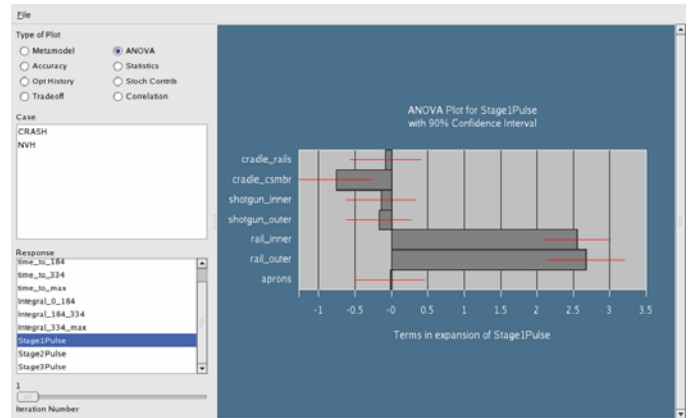 File
Type of Plot
Metamodel
ANOVA
Accuracy
Statistics
Opt History
Stoch Contrib
Tradeoff
Correlation
Case
CRASH
NVH
Response
time_to_184
time_to_334
time_to_max
Integral_0_184
Integral_184_334
Integral_334_max
Stage1Pulse
Stage2Pulse
Stage3Pulse
1
Iteration Number
ANOVA Plot for Stage1Pulse
with 90% Confidence Interval
cradle_rails
cradle_csmbr
shotgun_inner
shotgun_outer
rail_inner
rail_outer
aprons
-1 -0.5 -0 0.5 1 1.5 2 2.5 3 3.5
Terms in expansion of Stage1Pulse